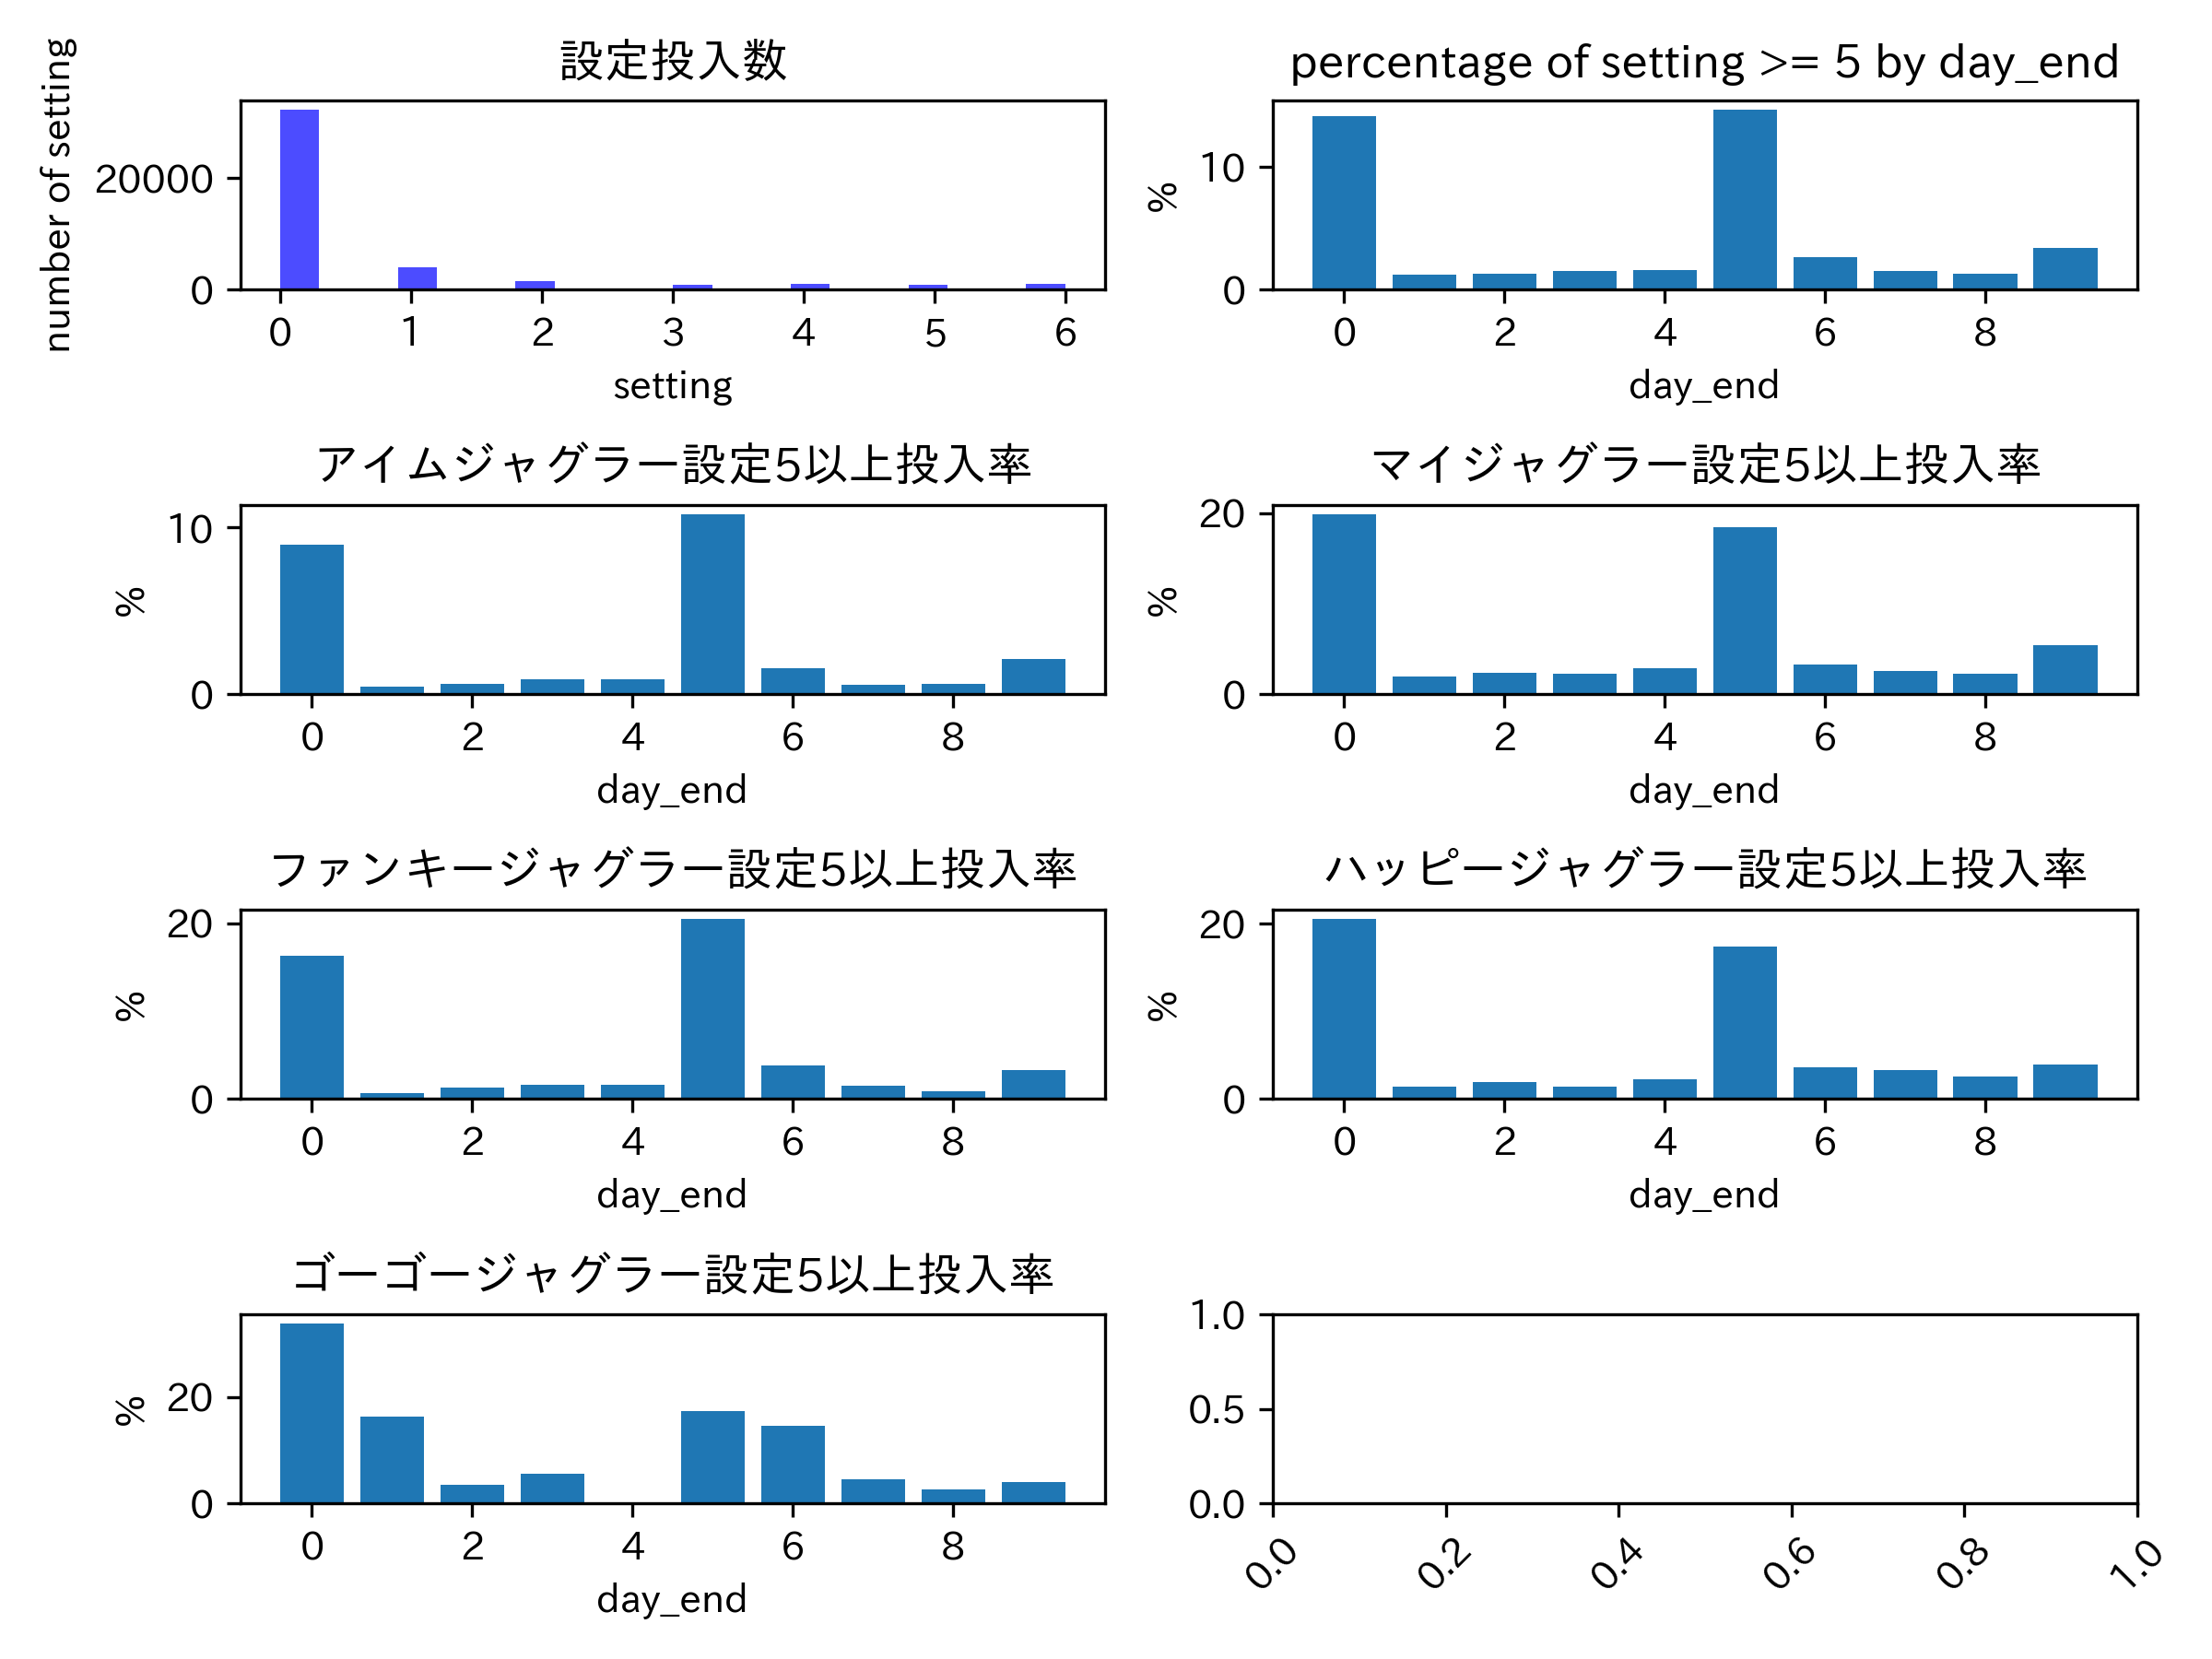 設定投入数
number of setting
20000
0
0 1 2 3 4 5 6
setting
percentage of setting >= 5 by day_end
%
10
0
0 2 4 6 8
day_end
アイムジャグラー設定5以上投入率
%
10
0
0 2 4 6 8
day_end
マイジャグラー設定5以上投入率
%
20
0
0 2 4 6 8
day_end
ファンキージャグラー設定5以上投入率
%
20
0
0 2 4 6 8
day_end
ハッピージャグラー設定5以上投入率
%
20
0
0 2 4 6 8
day_end
ゴーゴージャグラー設定5以上投入率
%
20
0
0 2 4 6 8
day_end
1.0
0.5
0.0
0.0 0.2 0.4 0.6 0.8 1.0